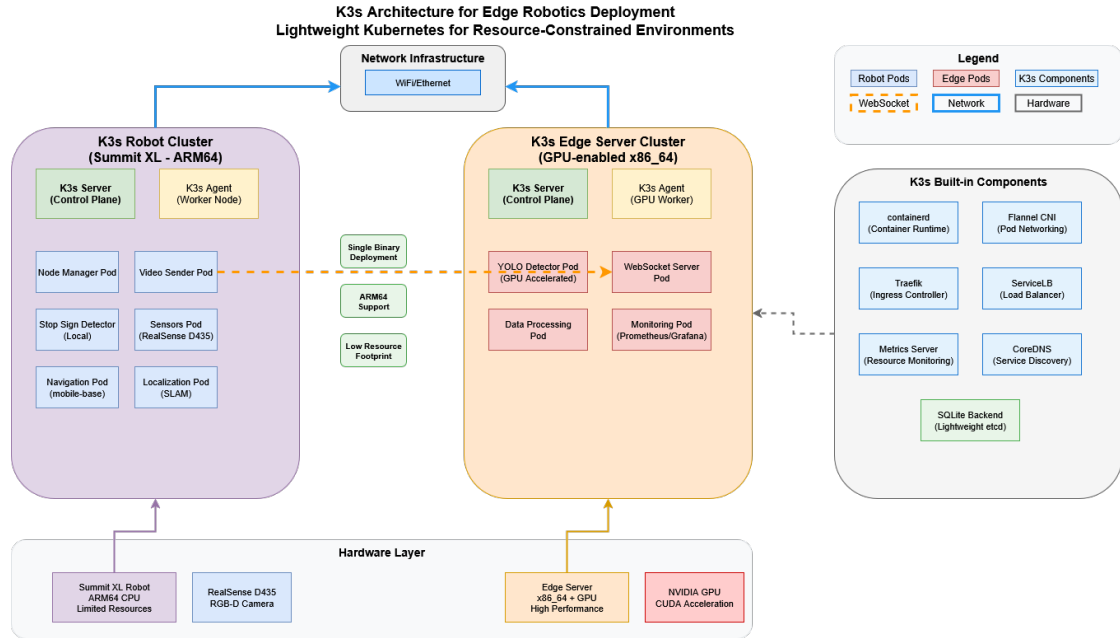 K3s Architecture for Edge Robotics Deployment
Lightweight Kubernetes for Resource-Constrained Environments
Network Infrastructure
WiFi/Ethernet
Legend
Robot Pods
Edge Pods
K3s Components
WebSocket
Network
Hardware
K3s Robot Cluster
(Summit XL - ARM64)
K3s Server
(Control Plane)
K3s Agent
(Worker Node)
Node Manager Pod
Video Sender Pod
Stop Sign Detector
(Local)
Sensors Pod
(RealSense D435)
Navigation Pod
(mobile-base)
Localization Pod
(SLAM)
Single Binary
Deployment
ARM64
Support
Low Resource
Footprint
K3s Edge Server Cluster
(GPU-enabled x86_64)
K3s Server
(Control Plane)
K3s Agent
(GPU Worker)
YOLO Detector Pod
(GPU Accelerated)
WebSocket Server
Pod
Data Processing
Pod
Monitoring Pod
(Prometheus/Grafana)
K3s Built-in Components
containerd
(Container Runtime)
Flannel CNI
(Pod Networking)
Traefik
(Ingress Controller)
ServiceLB
(Load Balancer)
Metrics Server
(Resource Monitoring)
CoreDNS
(Service Discovery)
SQLite Backend
(Lightweight etcd)
Hardware Layer
Summit XL Robot
ARM64 CPU
Limited Resources
RealSense D435
RGB-D Camera
Edge Server
x86_64 + GPU
High Performance
NVIDIA GPU
CUDA Acceleration